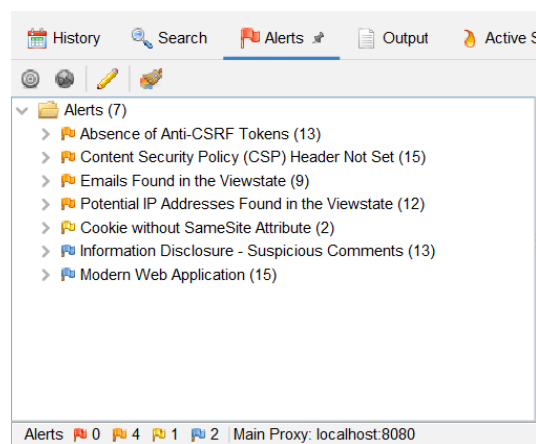 History Search Alerts Output Active S
Alerts (7)
Absence of Anti-CSRF Tokens (13)
Content Security Policy (CSP) Header Not Set (15)
Emails Found in the Viewstate (9)
Potential IP Addresses Found in the Viewstate (12)
Cookie without SameSite Attribute (2)
Information Disclosure - Suspicious Comments (13)
Modern Web Application (15)
Alerts 0 4 1 2 Main Proxy: localhost:8080